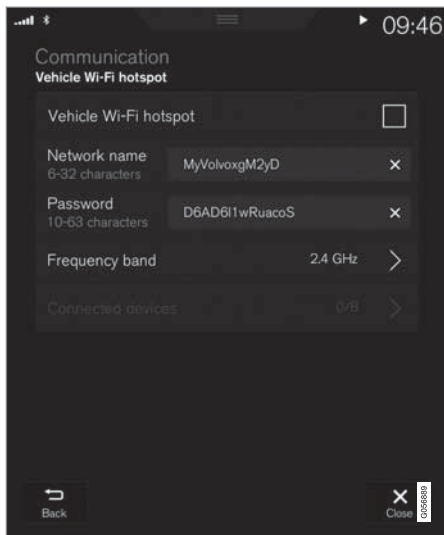 09:46
Communication
Vehicle Wi-Fi hotspot
Vehicle Wi-Fi hotspot
Network name
6-32 characters
MyVolvoxgM2yD
Password
10-63 characters
D6AD6l1wRuacoS
Frequency band
2.4 GHz
Connected devices
0/8
Back
Close
G056889